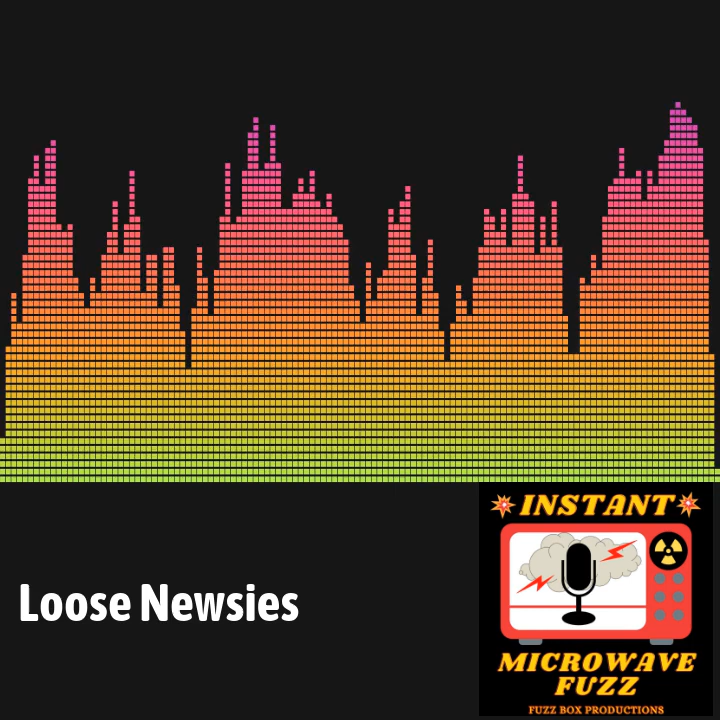 INSTANT
Loose Newsies
MICROWAVE
FUZZ
FUZZ BOX PRODUCTIONS